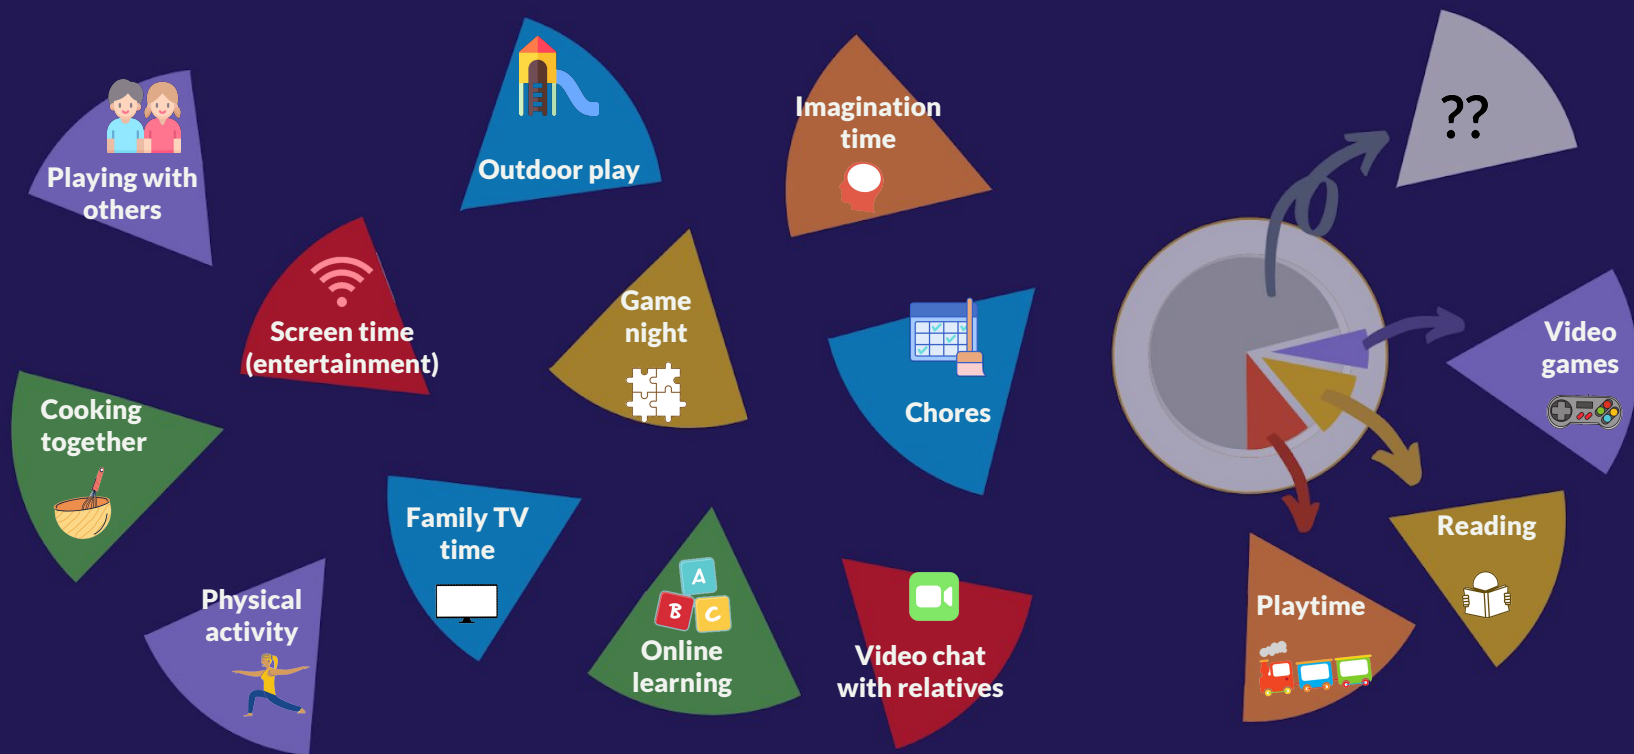 Playing with
others
Outdoor play
Imagination
time
??
Screen time
(entertainment)
Game
night
Chores
Video
games
Cooking
together
Family TV
time
Reading
Physical
activity
A
B
C
Online
learning
Video chat
with relatives
Playtime